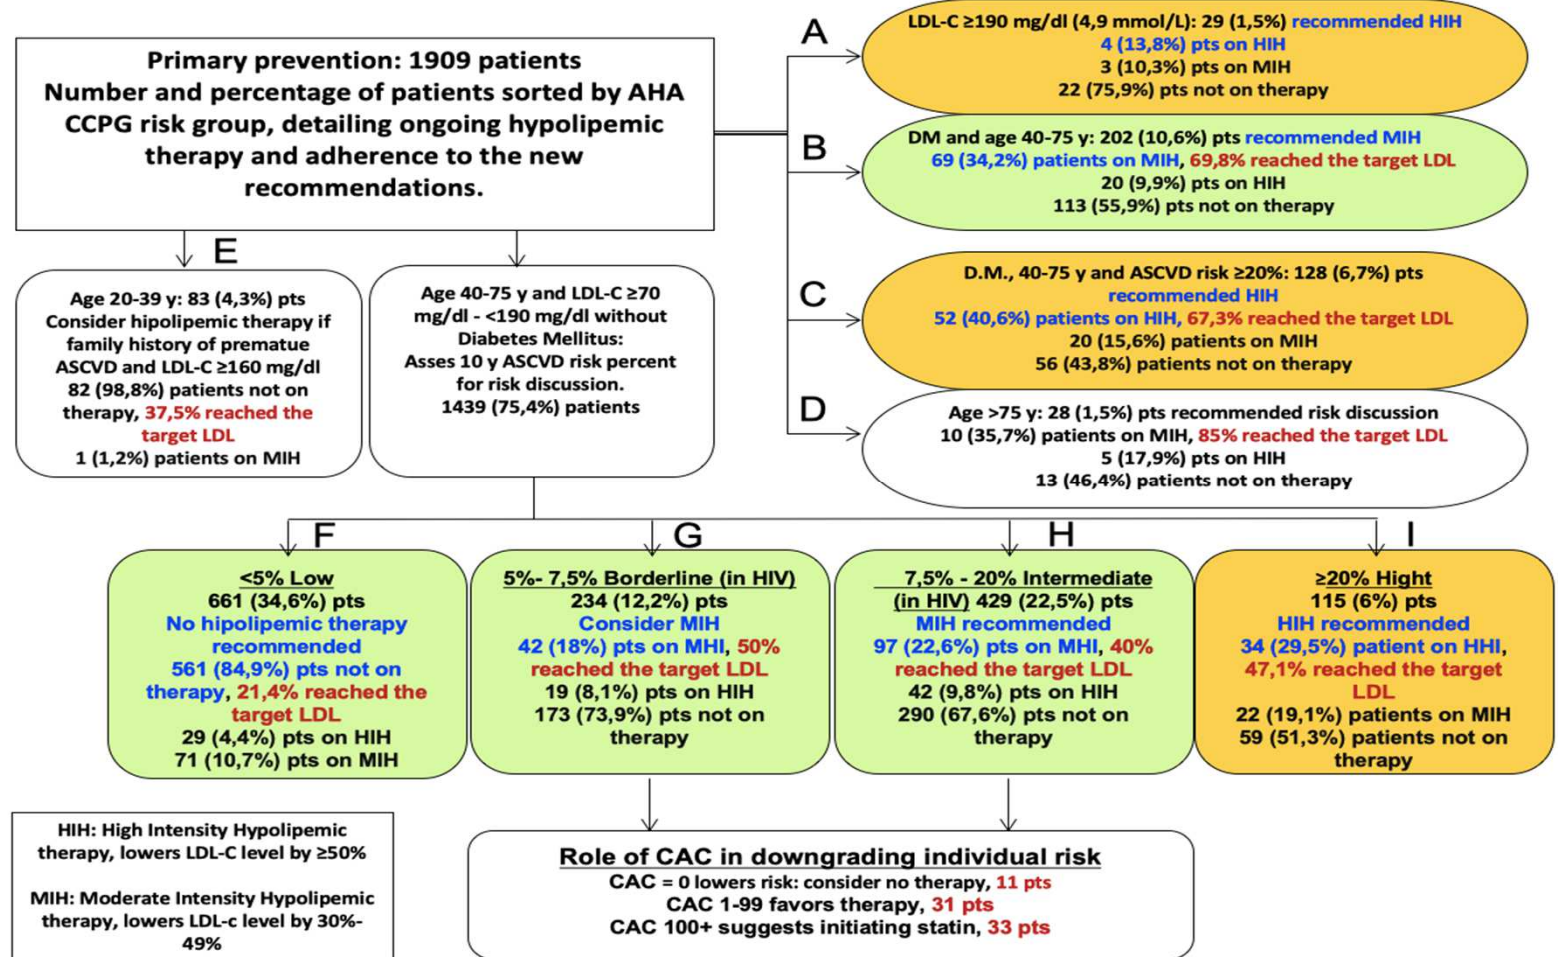 Primary prevention: 1909 patients
Number and percentage of patients sorted by AHA
CCPG risk group, detailing ongoing hypolipemic
therapy and adherence to the new
recommendations.
A
LDL-C ≥190 mg/dl (4,9 mmol/L): 29 (1,5%) recommended HIH
4 (13,8%) pts on HIH
3 (10,3%) pts on MIH
22 (75,9%) pts not on therapy
B
DM and age 40-75 y: 202 (10,6%) pts recommended MIH
69 (34,2%) patients on MIH, 69,8% reached the target LDL
20 (9,9%) pts on HIH
113 (55,9%) pts not on therapy
C
D.M., 40-75 y and ASCVD risk ≥20%: 128 (6,7%) pts
recommended HIH
52 (40,6%) patients on HIH, 67,3% reached the target LDL
20 (15,6%) patients on MIH
56 (43,8%) patients not on therapy
D
Age >75 y: 28 (1,5%) pts recommended risk discussion
10 (35,7%) patients on MIH, 85% reached the target LDL
5 (17,9%) pts on HIH
13 (46,4%) patients not on therapy
E
Age 20-39 y: 83 (4,3%) pts
Consider hipolipemic therapy if
family history of prematue
ASCVD and LDL-C ≥160 mg/dl
82 (98,8%) patients not on
therapy, 37,5% reached the
target LDL
1 (1,2%) patients on MIH
Age 40-75 y and LDL-C ≥70
mg/dl - <190 mg/dl without
Diabetes Mellitus:
Asses 10 y ASCVD risk percent
for risk discussion.
1439 (75,4%) patients
F
<5% Low
661 (34,6%) pts
No hipolipemic therapy
recommended
561 (84,9%) pts not on
therapy, 21,4% reached the
target LDL
29 (4,4%) pts on HIH
71 (10,7%) pts on MIH
G
5%- 7,5% Borderline (in HIV)
234 (12,2%) pts
Consider MIH
42 (18%) pts on MHI, 50%
reached the target LDL
19 (8,1%) pts on HIH
173 (73,9%) pts not on
therapy
H
7,5% - 20% Intermediate
(in HIV) 429 (22,5%) pts
MIH recommended
97 (22,6%) pts on MHI, 40%
reached the target LDL
42 (9,8%) pts on HIH
290 (67,6%) pts not on
therapy
I
≥20% Hight
115 (6%) pts
HIH recommended
34 (29,5%) patient on HHI,
47,1% reached the target
LDL
22 (19,1%) patients on MIH
59 (51,3%) patients not on
therapy
HIH: High Intensity Hypolipemic
therapy, lowers LDL-C level by ≥50%
MIH: Moderate Intensity Hypolipemic
therapy, lowers LDL-c level by 30%-
49%
Role of CAC in downgrading individual risk
CAC = 0 lowers risk: consider no therapy, 11 pts
CAC 1-99 favors therapy, 31 pts
CAC 100+ suggests initiating statin, 33 pts